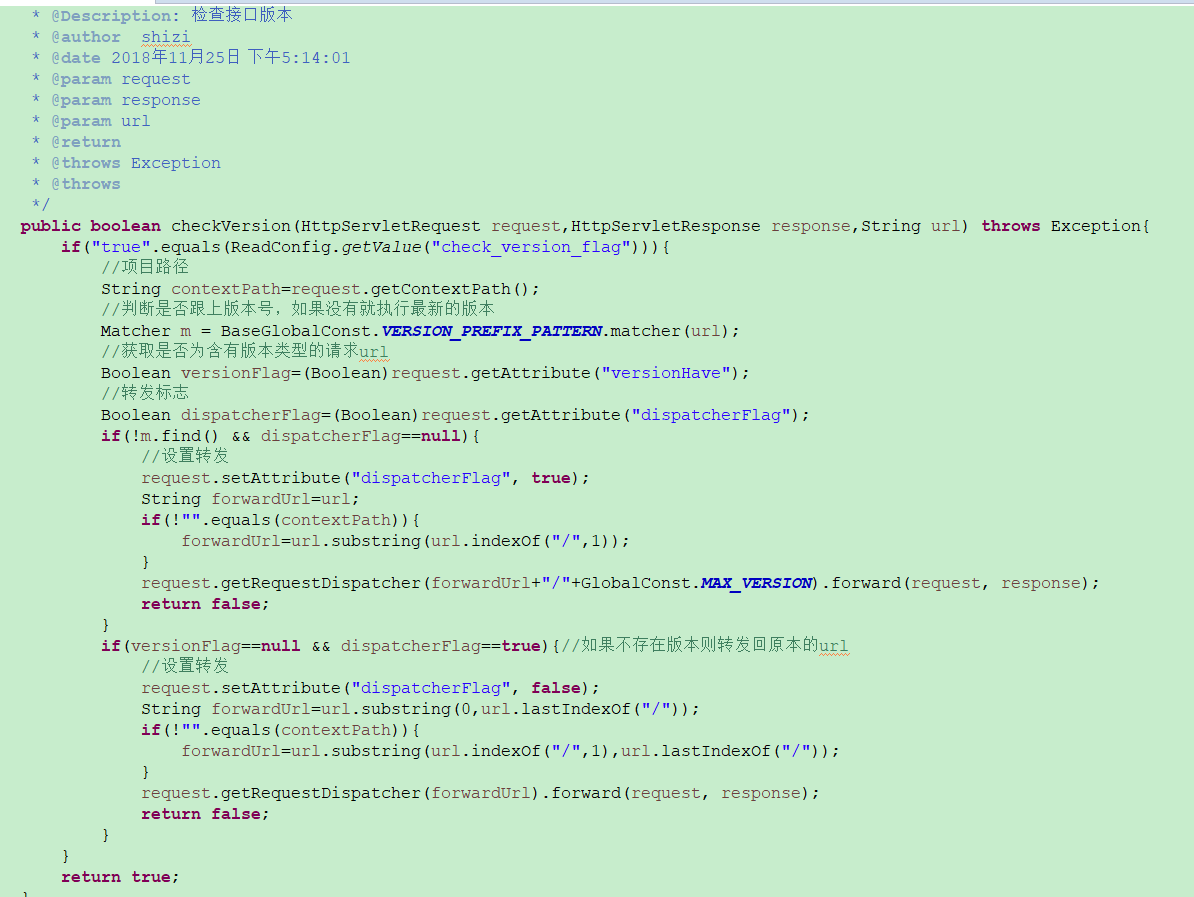 * @Description: 检查接口版本
* @author  shizi
* @date 2018年11月25日 下午5:14:01
* @param request
* @param response
* @param url
* @return
* @throws Exception
* @throws
*/
public boolean checkVersion(HttpServletRequest request,HttpServletResponse response,String url) throws Exception{
if("true".equals(ReadConfig.getValue("check_version_flag"))){
//项目路径
String contextPath=request.getContextPath();
//判断是否跟上版本号，如果没有就执行最新的版本
Matcher m = BaseGlobalConst.VERSION_PREFIX_PATTERN.matcher(url);
//获取是否为含有版本类型的请求url
Boolean versionFlag=(Boolean)request.getAttribute("versionHave");
//转发标志
Boolean dispatcherFlag=(Boolean)request.getAttribute("dispatcherFlag");
if(!m.find() && dispatcherFlag==null){
//设置转发
request.setAttribute("dispatcherFlag", true);
String forwardUrl=url;
if(!"".equals(contextPath)){
forwardUrl=url.substring(url.indexOf("/",1));
}
request.getRequestDispatcher(forwardUrl+"/"+GlobalConst.MAX_VERSION).forward(request, response);
return false;
}
if(versionFlag==null && dispatcherFlag==true){//如果不存在版本则转发回原本的url
//设置转发
request.setAttribute("dispatcherFlag", false);
String forwardUrl=url.substring(0,url.lastIndexOf("/"));
if(!"".equals(contextPath)){
forwardUrl=url.substring(url.indexOf("/",1),url.lastIndexOf("/"));
}
request.getRequestDispatcher(forwardUrl).forward(request, response);
return false;
}
}
return true;